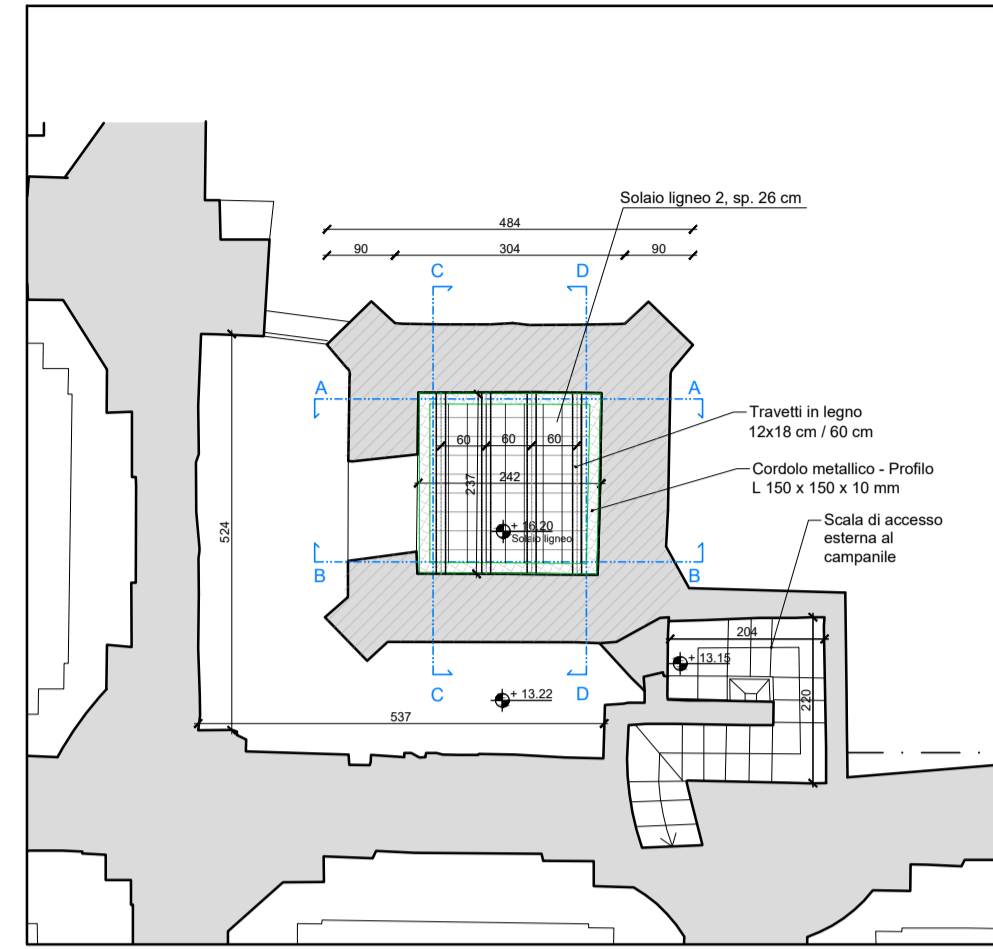 Solaio ligneo 2, sp. 26 cm
484
90
304
90
C
D
A
A
Travetti in legno
12x18 cm / 60 cm
60
60
60
Cordolo metallico - Profilo
L 150 x 150 x 10 mm
242
237
Scala di accesso
esterna al
campanile
+ 16.20
Solaio ligneo
524
B
B
204
+ 13.15
C
D
+ 13.22
220
537